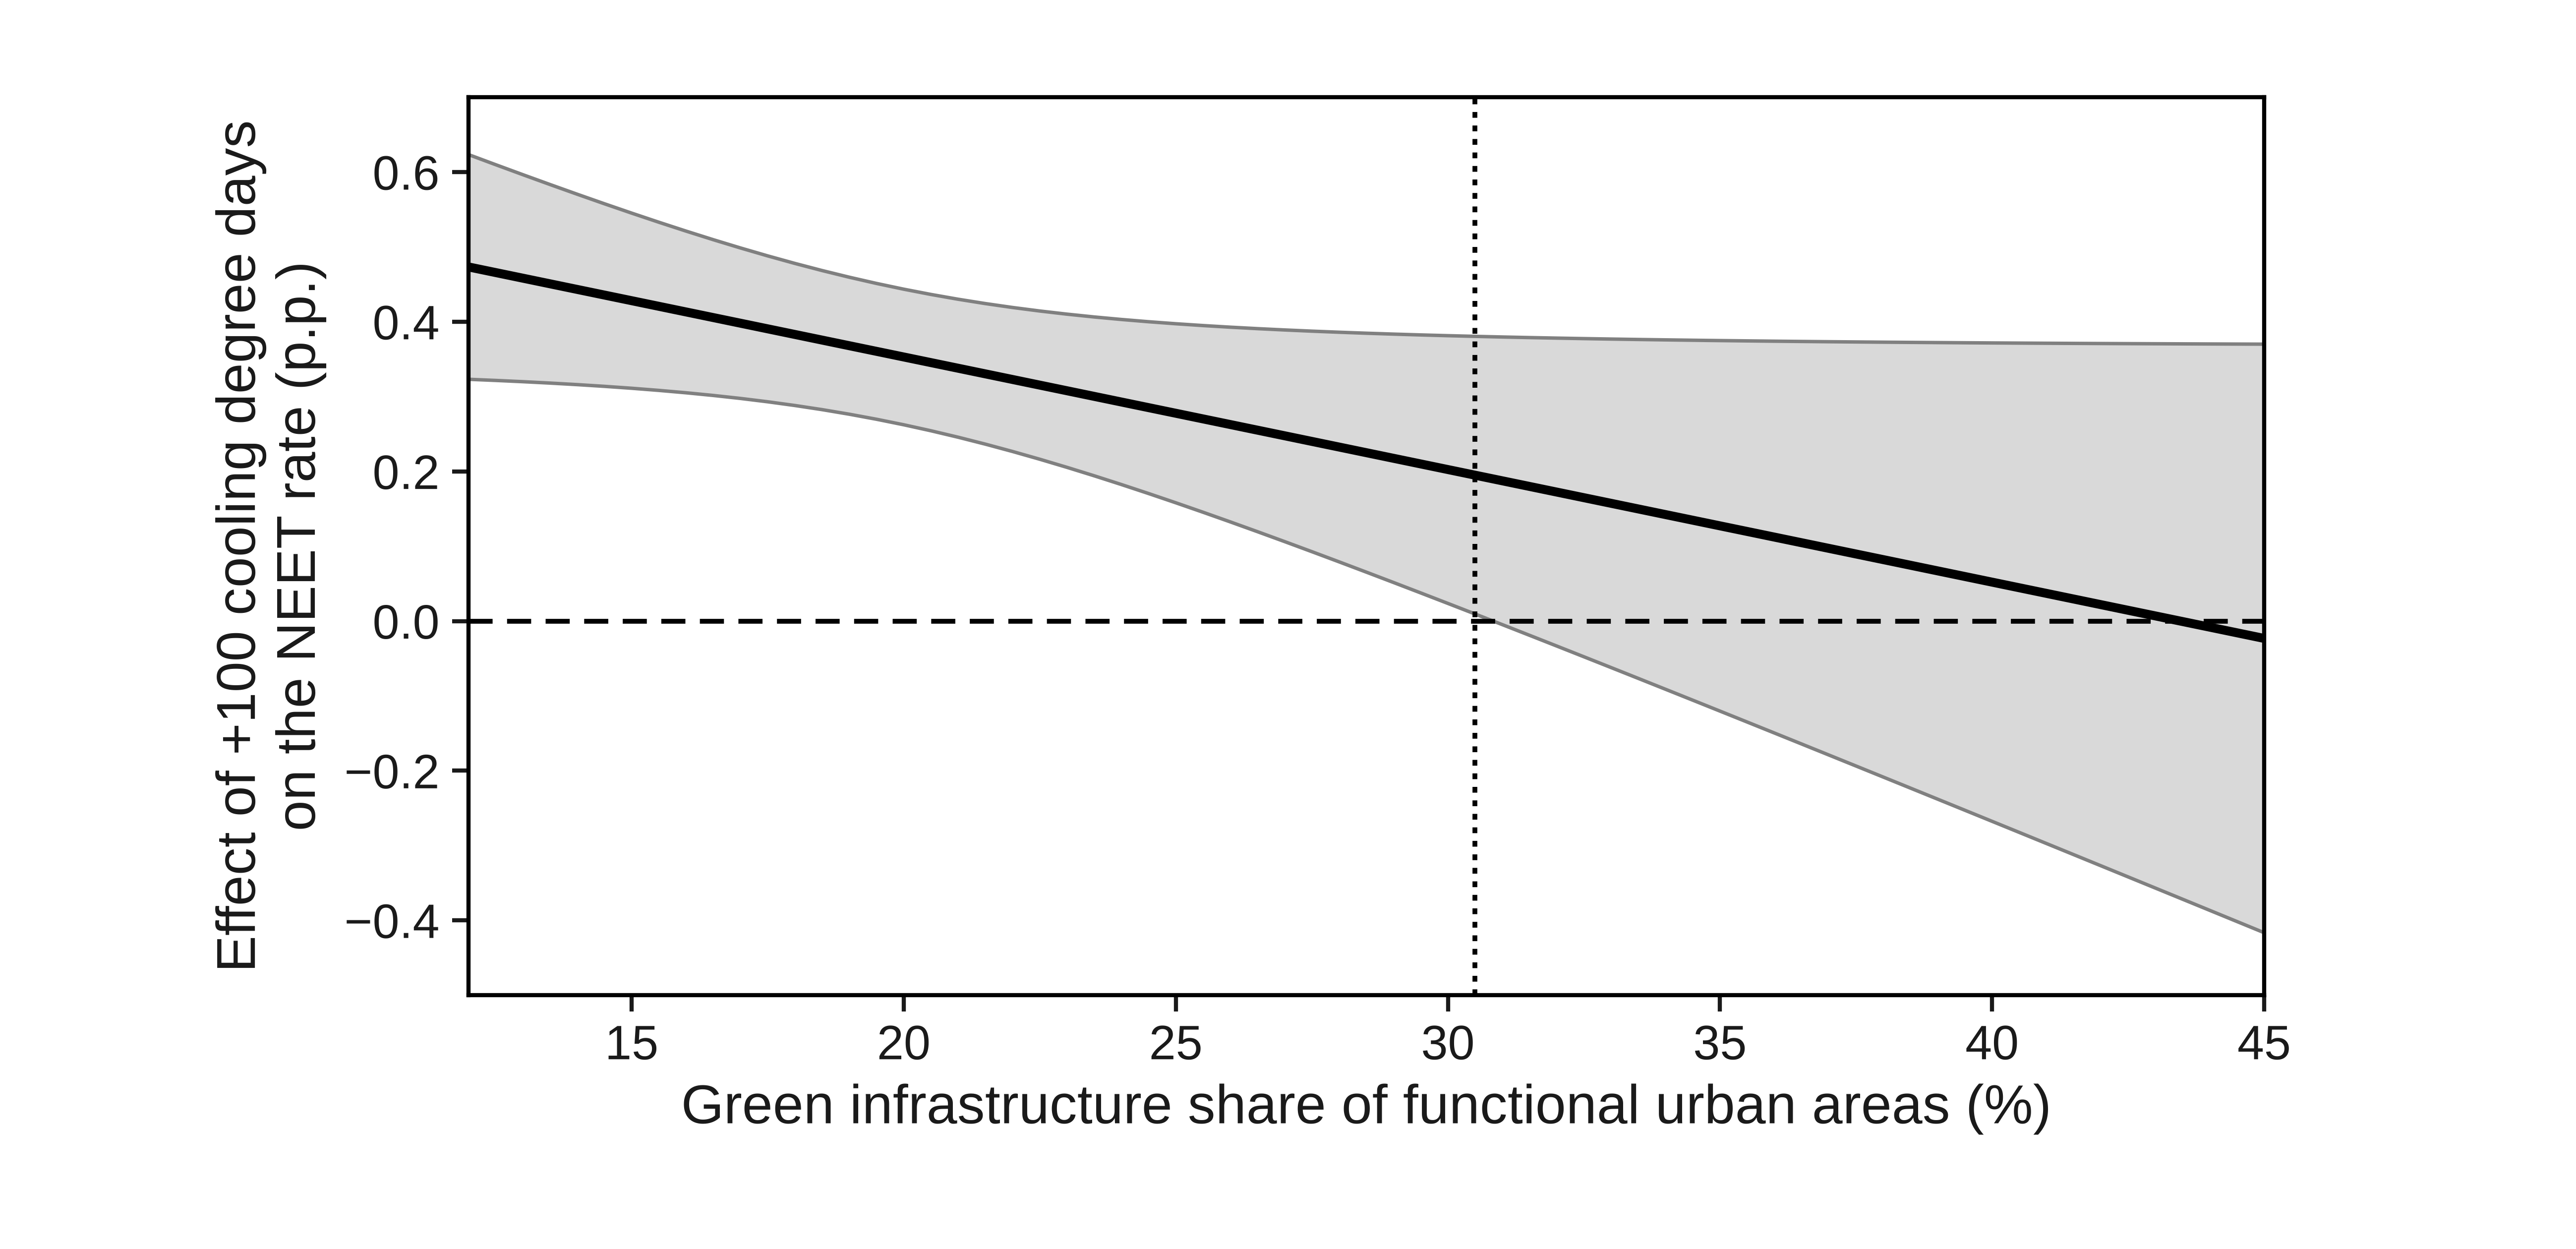 Effect of +100 cooling degree days
on the NEET rate (p.p.)
0.6
0.4
0.2
0.0
−0.2
−0.4
15 20 25 30 35 40 45
Green infrastructure share of functional urban areas (%)